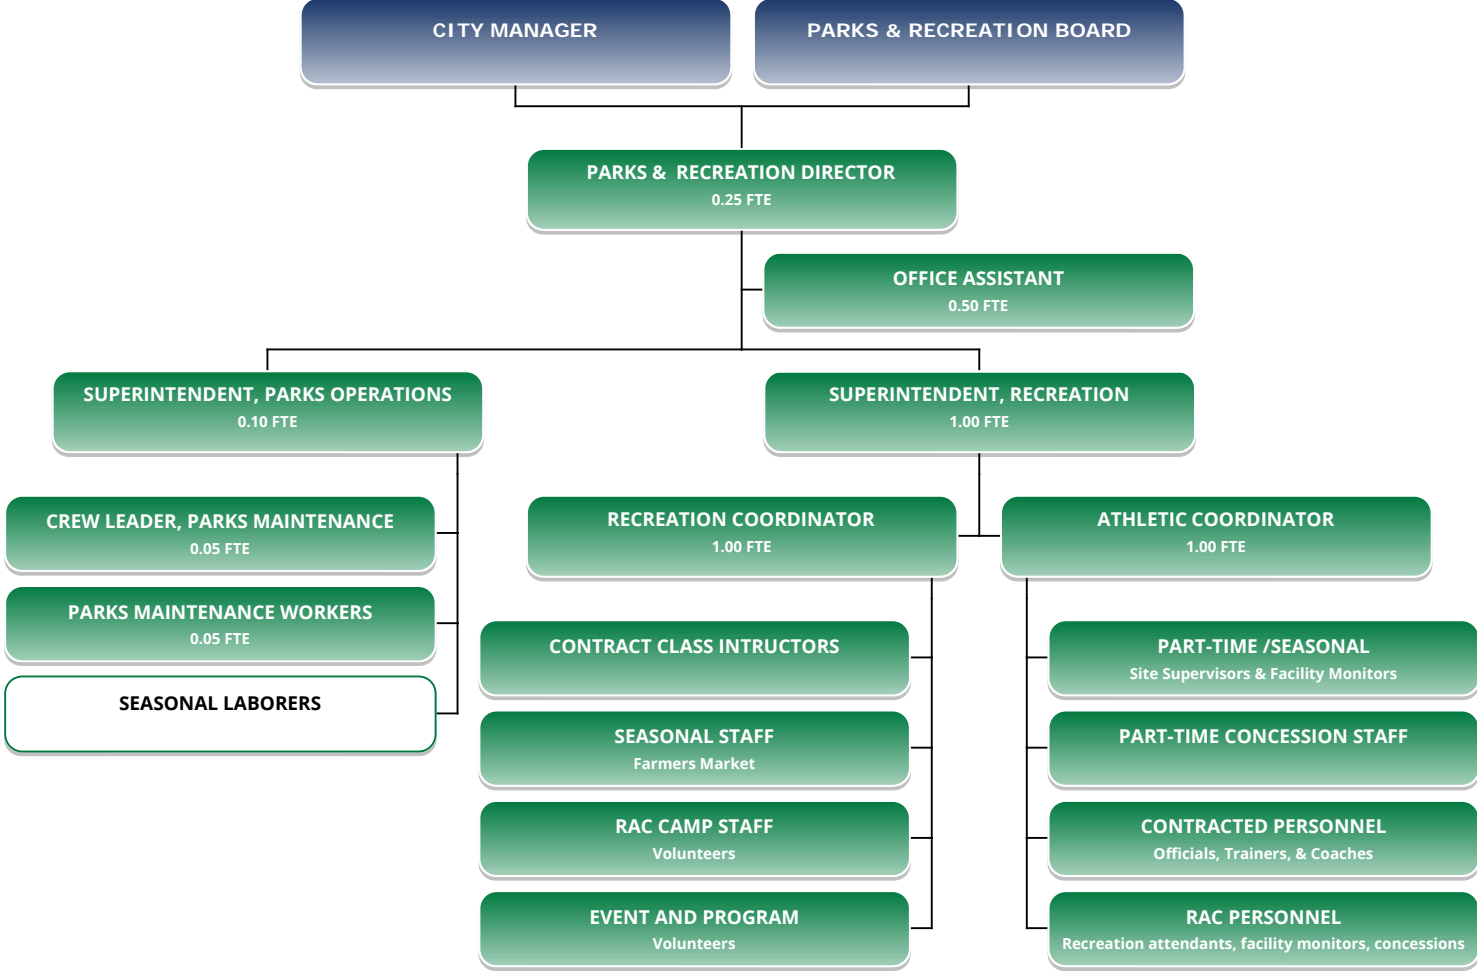 CITY MANAGER
PARKS & RECREATION BOARD
PARKS & RECREATION DIRECTOR
0.25 FTE
OFFICE ASSISTANT
0.50 FTE
SUPERINTENDENT, PARKS OPERATIONS
0.10 FTE
SUPERINTENDENT, RECREATION
1.00 FTE
CREW LEADER, PARKS MAINTENANCE
0.05 FTE
PARKS MAINTENANCE WORKERS
0.05 FTE
SEASONAL LABORERS
RECREATION COORDINATOR
1.00 FTE
ATHLETIC COORDINATOR
1.00 FTE
CONTRACT CLASS INTRUCTORS
SEASONAL STAFF
Farmers Market
RAC CAMP STAFF
Volunteers
EVENT AND PROGRAM
Volunteers
PART-TIME /SEASONAL
Site Supervisors & Facility Monitors
PART-TIME CONCESSION STAFF
CONTRACTED PERSONNEL
Officials, Trainers, & Coaches
RAC PERSONNEL
Recreation attendants, facility monitors, concessions